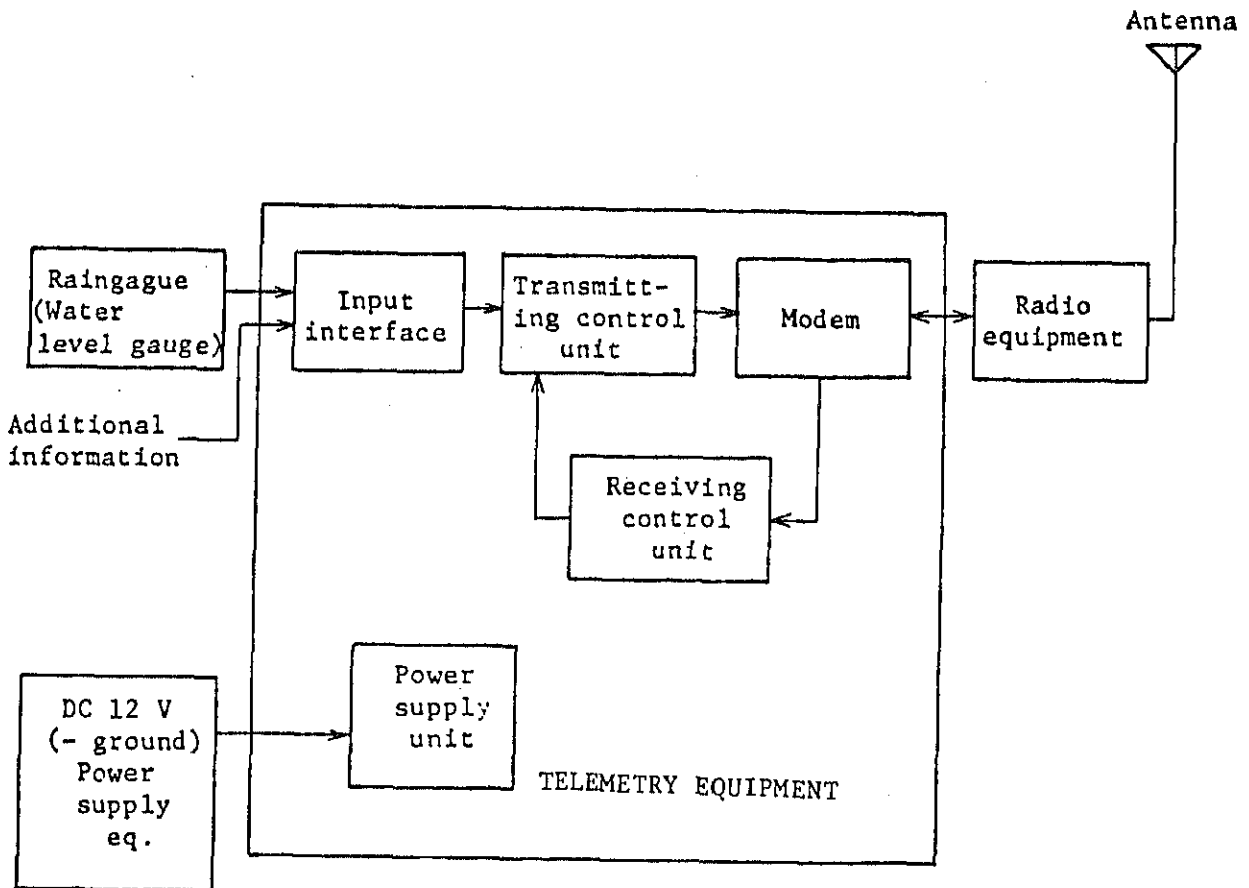 Antenna
Raingague
(Water
level gauge)
Input
interface
Transmitt-
ing control
unit
Modem
Radio
equipment
Additional
information
Receiving
control
unit
Power
supply
unit
DC 12 V
(- ground)
Power
supply
eq.
TELEMETRY EQUIPMENT